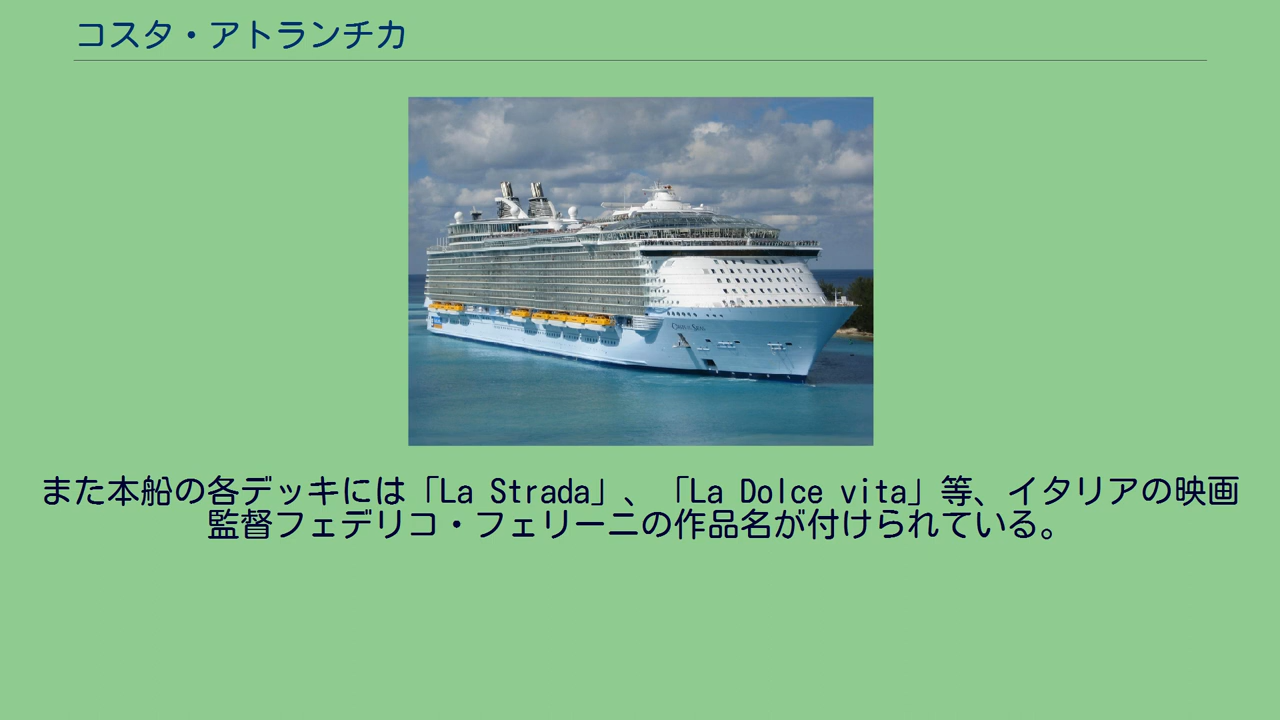 コスタ・アトランチカ
また本船の各デッキには「La Strada」、「La Dolce vita」等、イタリアの映画
監督フェデリコ・フェリーニの作品名が付けられている。